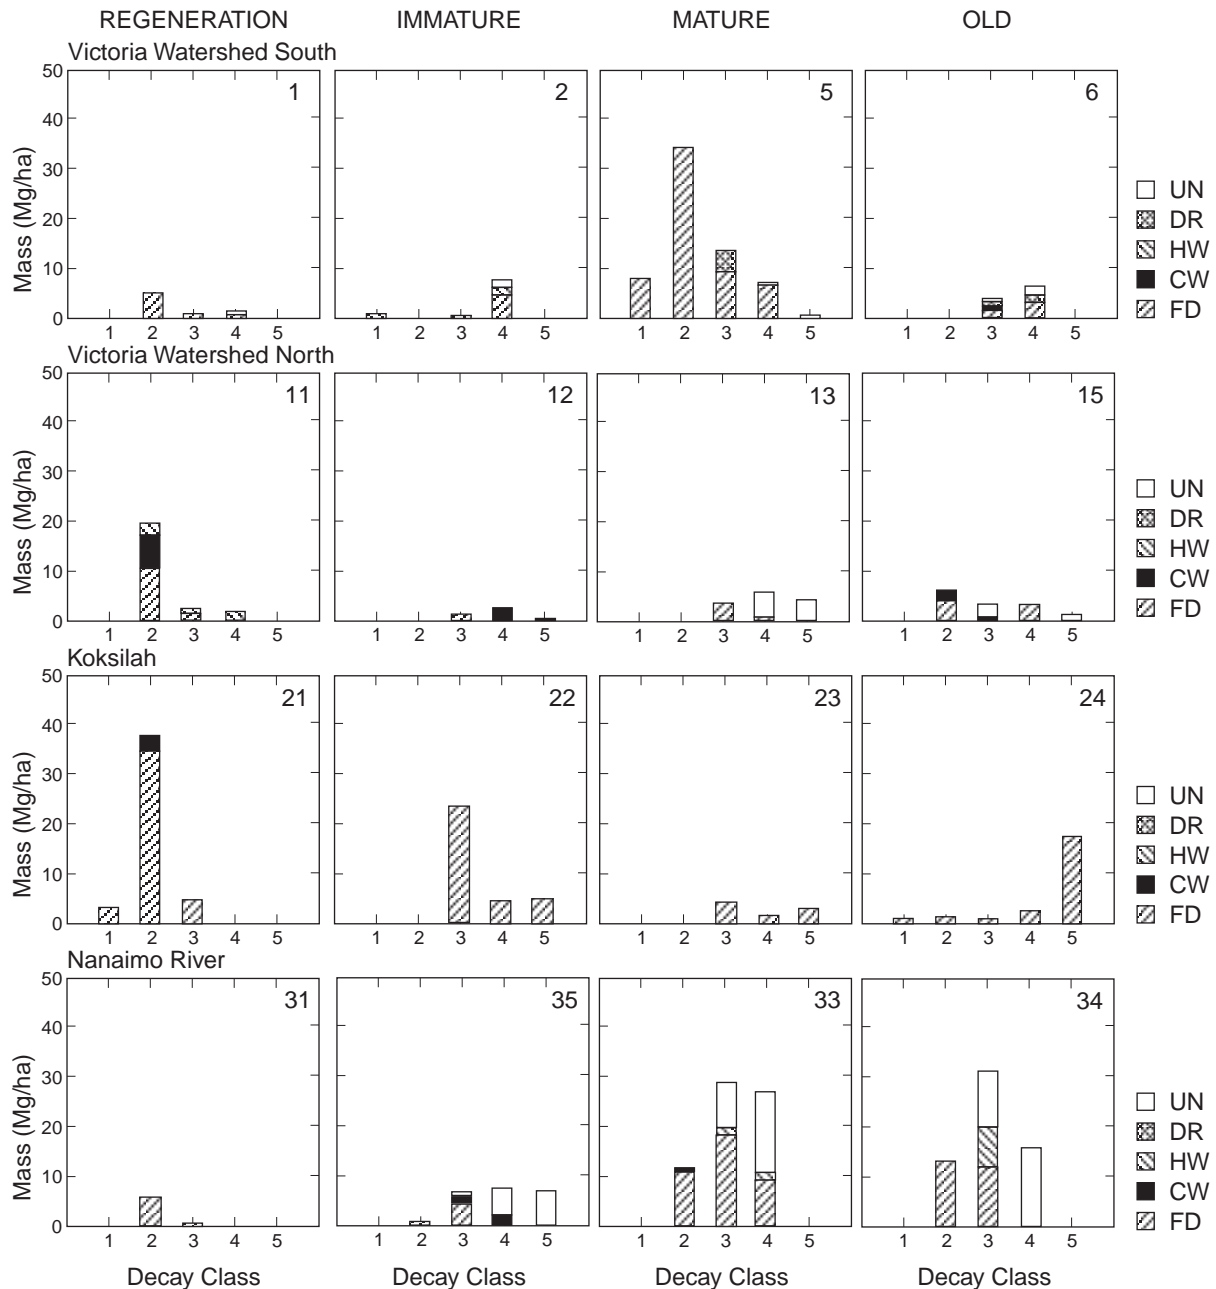 REGENERATION IMMATURE MATURE OLD
Victoria Watershed South
Mass (Mg/ha)
50 40 30 20 10 0
1 2 5 6
1 2 3 4 5 1 2 3 4 5 1 2 3 4 5 1 2 3 4 5
UN
DR
HW
CW
FD
Victoria Watershed North
Mass (Mg/ha)
50 40 30 20 10 0
11 12 13 15
1 2 3 4 5 1 2 3 4 5 1 2 3 4 5 1 2 3 4 5
UN
DR
HW
CW
FD
Koksilah
Mass (Mg/ha)
50 40 30 20 10 0
21 22 23 24
1 2 3 4 5 1 2 3 4 5 1 2 3 4 5 1 2 3 4 5
UN
DR
HW
CW
FD
Nanaimo River
Mass (Mg/ha)
50 40 30 20 10 0
31 35 33 34
1 2 3 4 5 1 2 3 4 5 1 2 3 4 5 1 2 3 4 5
UN
DR
HW
CW
FD
Decay Class Decay Class Decay Class Decay Class